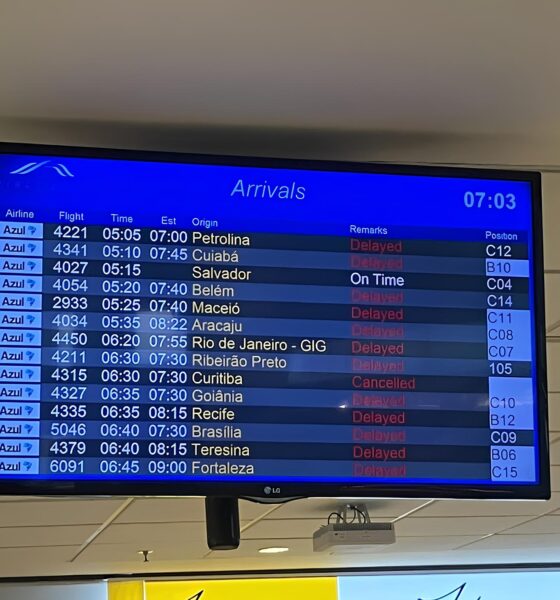 Arrivals
07:03
Airline Flight Time Est Origin Remarks Position
Azul 4221 05:05 07:00 Petrolina Delayed C12
Azul 4341 05:10 07:45 Cuiabá Delayed B10
Azul 4027 05:15 Salvador On Time C04
Azul 4054 05:20 07:40 Belém Delayed C14
Azul 2933 05:25 07:40 Maceió Delayed C11
Azul 4034 05:35 08:22 Aracaju Delayed C08
Azul 4450 06:20 07:55 Rio de Janeiro - GIG Delayed C07
Azul 4211 06:30 07:30 Ribeirão Preto Delayed 105
Azul 4315 06:30 07:30 Curitiba Cancelled
Azul 4327 06:35 07:30 Goiânia Delayed C10
Azul 4335 06:35 08:15 Recife Delayed B12
Azul 5046 06:40 07:30 Brasília Delayed C09
Azul 4379 06:40 08:15 Teresina Delayed B06
Azul 6091 06:45 09:00 Fortaleza Delayed C15
LG